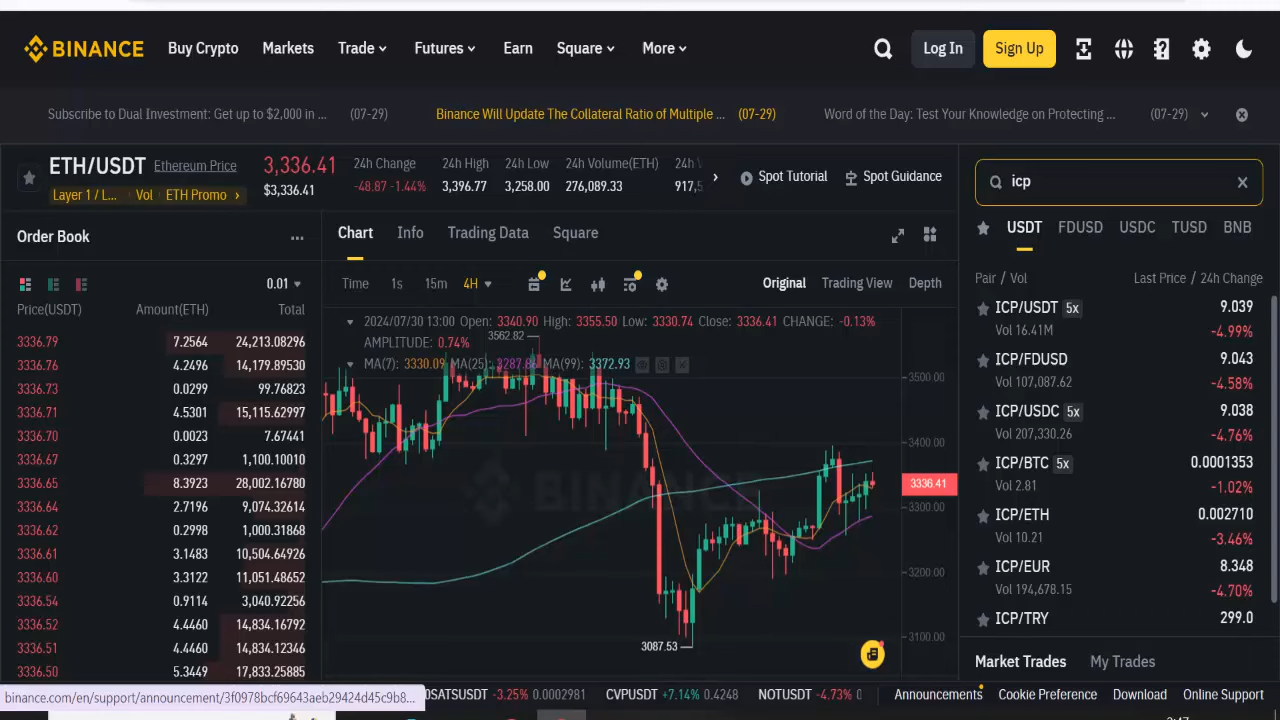 BINANCE Buy Crypto Markets Trade Futures Earn Square More Log In Sign Up
Subscribe to Dual Investment: Get up to $2,000 in ... (07-29) Binance Will Update The Collateral Ratio of Multiple ... (07-29) Word of the Day: Test Your Knowledge on Protecting ... (07-29)
ETH/USDT Ethereum Price
Layer 1 / L... Vol ETH Promo
3,336.41
$3,336.41
24h Change
-48.87 -1.44%
24h High
3,396.77
24h Low
3,258.00
24h Volume(ETH)
276,089.33
24h
917,5
Spot Tutorial Spot Guidance
Order Book ...
0.01
Price(USDT) Amount(ETH) Total
3336.79 7.2564 24,213.08296
3336.76 4.2496 14,179.89530
3336.73 0.0299 99.76823
3336.71 4.5301 15,115.62997
3336.70 0.0023 7.67441
3336.67 0.3297 1,100.10010
3336.65 8.3923 28,002.16780
3336.64 2.7196 9,074.32614
3336.62 0.2998 1,000.31868
3336.61 3.1483 10,504.64926
3336.60 3.3122 11,051.48652
3336.54 0.9114 3,040.92256
3336.52 4.4460 14,834.16792
3336.51 4.4460 14,834.12346
3336.50 5.3449 17,833.25885
Chart Info Trading Data Square
Time 1s 15m 4H Original Trading View Depth
2024/07/30 13:00 Open: 3340.90 High: 3355.50 Low: 3330.74 Close: 3336.41 CHANGE: -0.13%
AMPLITUDE: 0.74%
3562.82
MA(7): 3330.09 MA(25): 3287.86 MA(99): 3372.93
3500.00
3400.00
BINANCE
3336.41
3300.00
3200.00
3100.00
3087.53
icp
USDT FDUSD USDC TUSD BNB
Pair / Vol Last Price / 24h Change
ICP/USDT 5x 9.039
Vol 16.41M -4.99%
ICP/FDUSD 9.043
Vol 107,087.62 -4.58%
ICP/USDC 5x 9.038
Vol 207,330.26 -4.76%
ICP/BTC 5x 0.0001353
Vol 2.81 -1.02%
ICP/ETH 0.002710
Vol 10.21 -3.46%
ICP/EUR 8.348
Vol 194,678.15 -4.70%
ICP/TRY 299.0
Market Trades My Trades
binance.com/en/support/announcement/3f0978bcf69643aeb29424d45c9b8...
SATSUSDT -3.25% 0.0002981 CVPUSDT +7.14% 0.4248 NOTUSDT -4.73% Announcements Cookie Preference Download Online Support